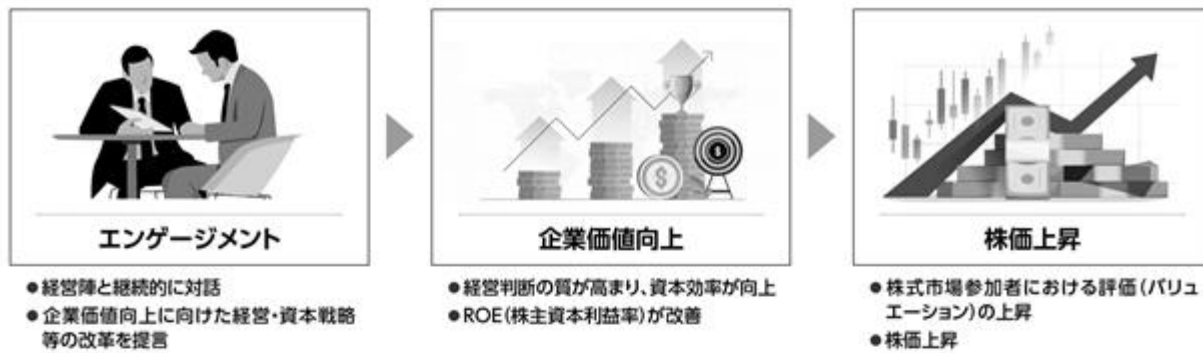 エンゲージメント
●経営陣と継続的に対話
●企業価値向上に向けた経営・資本戦略
等の改革を提言
企業価値向上
●経営判断の質が高まり、資本効率が向上
●ROE(株主資本利益率)が改善
株価上昇
●株式市場参加者における評価(バリュ
エーション)の上昇
●株価上昇